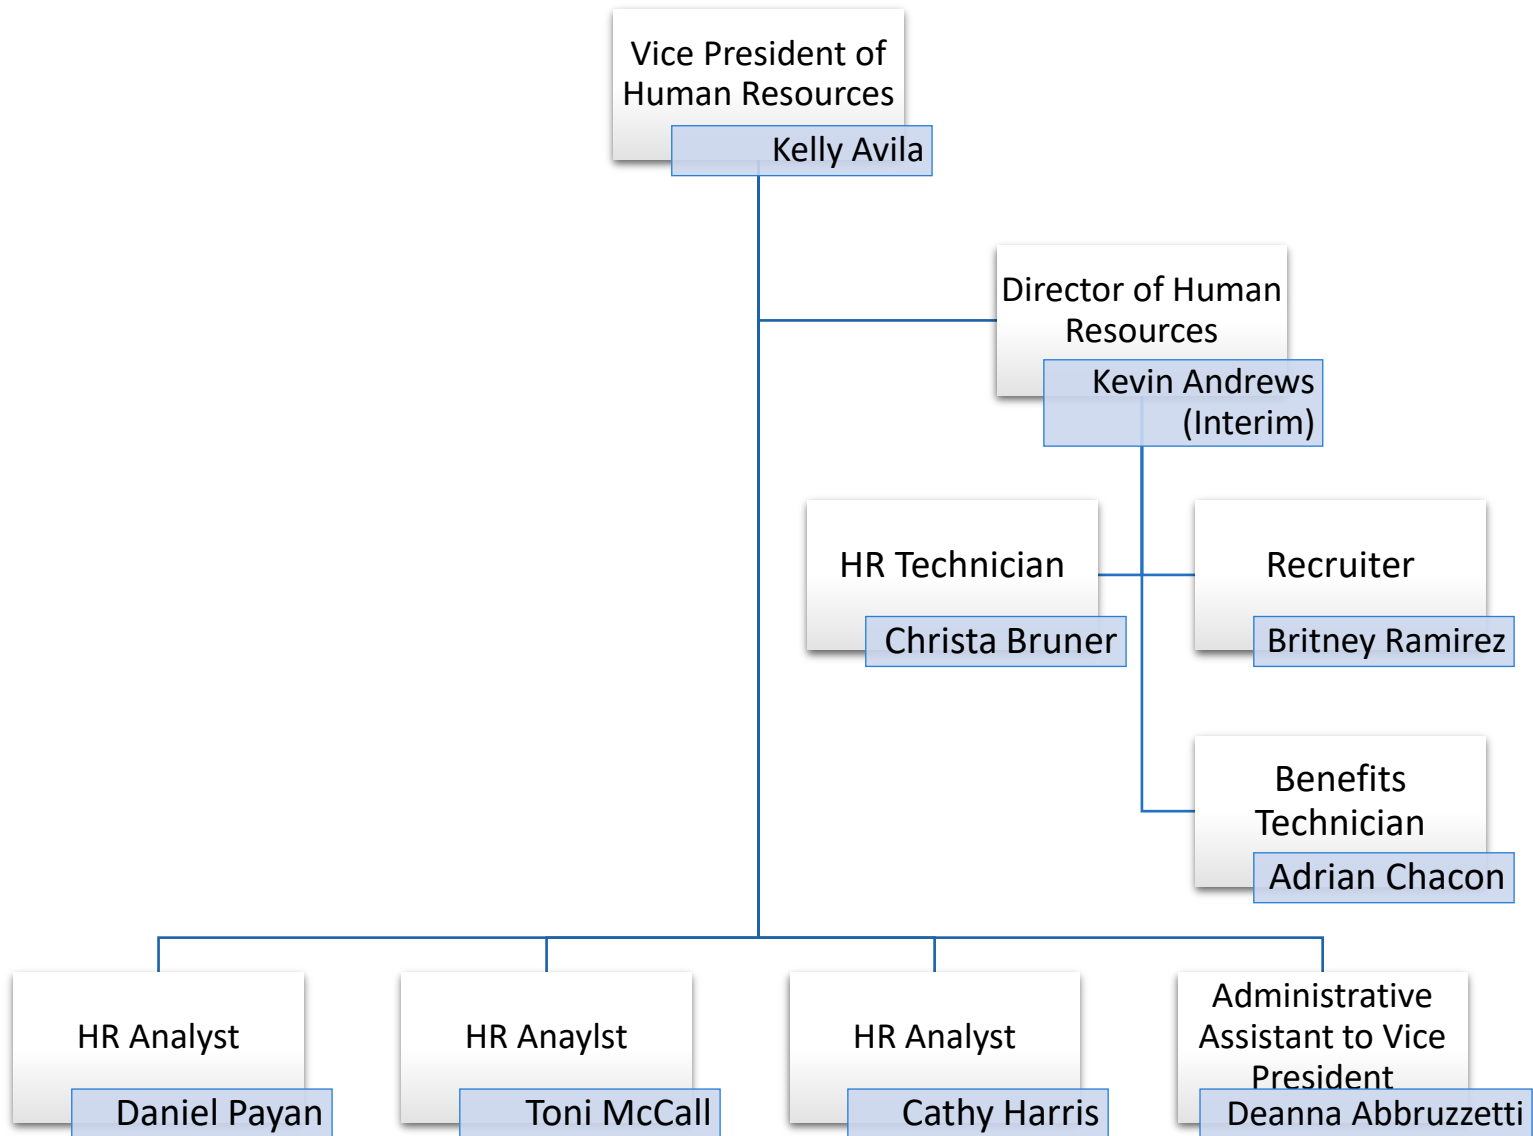 Vice President of
Human Resources
Kelly Avila
Director of Human
Resources
Kevin Andrews
(Interim)
HR Technician
Christa Bruner
Recruiter
Britney Ramirez
Benefits
Technician
Adrian Chacon
HR Analyst
Daniel Payan
HR Anaylst
Toni McCall
HR Analyst
Cathy Harris
Administrative
Assistant to Vice
President
Deanna Abbruzzetti